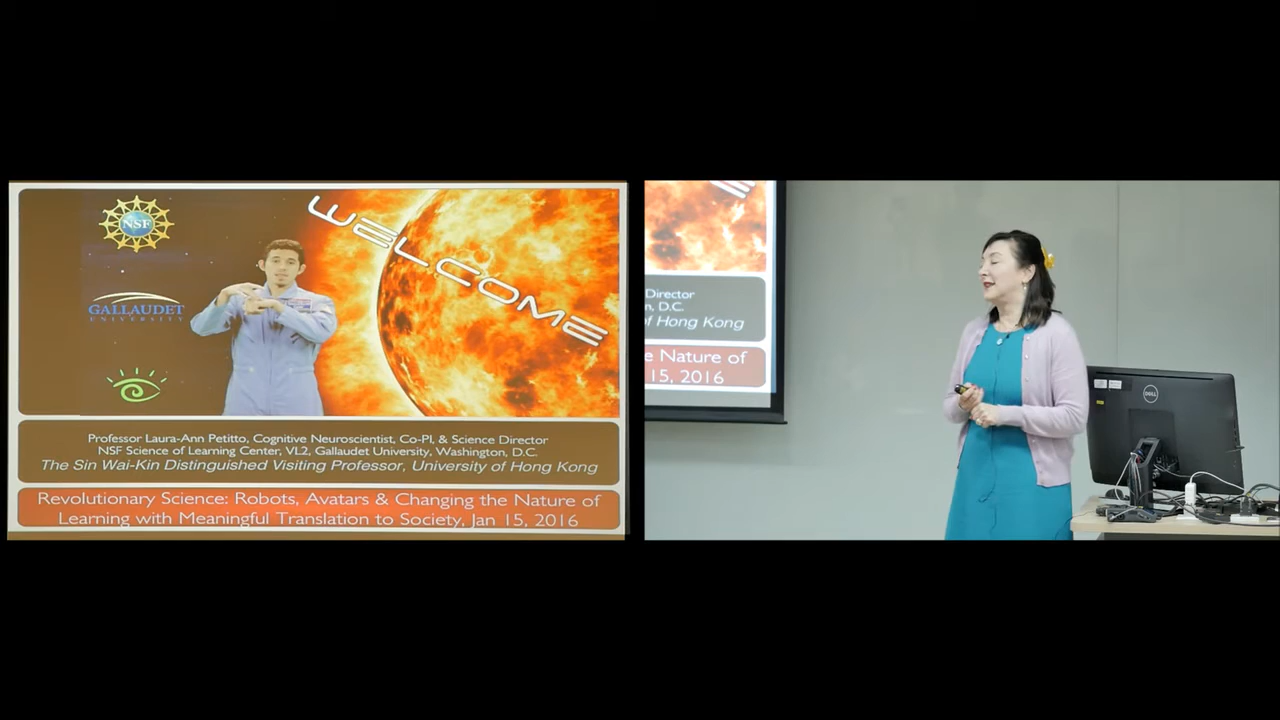 WELCOME
NSF
GALLAUDET
UNIVERSITY
Professor Laura-Ann Petitto, Cognitive Neuroscientist, Co-PI, & Science Director
NSF Science of Learning Center, VL2, Gallaudet University, Washington, D.C.
The Sin Wai-Kin Distinguished Visiting Professor, University of Hong Kong
Revolutionary Science: Robots, Avatars & Changing the Nature of
Learning with Meaningful Translation to Society, Jan 15, 2016
Director
n, D.C.
of Hong Kong
e Nature of
15, 2016
DELL